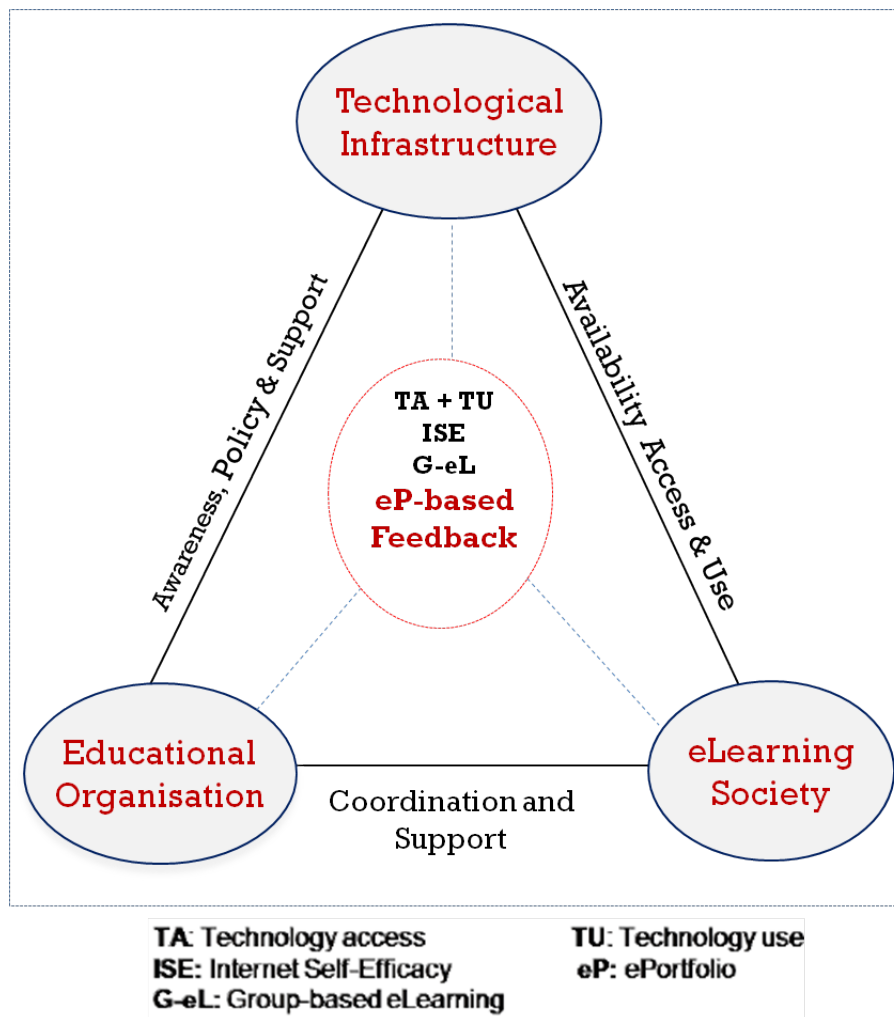 Technological
Infrastructure
Awareness, Policy & Support
Availability Access & Use
TA + TU
ISE
G-eL
eP-based
Feedback
Educational
Organisation
eLearning
Society
Coordination and
Support
TA: Technology access
TU: Technology use
ISE: Internet Self-Efficacy
eP: ePortfolio
G-eL: Group-based eLearning